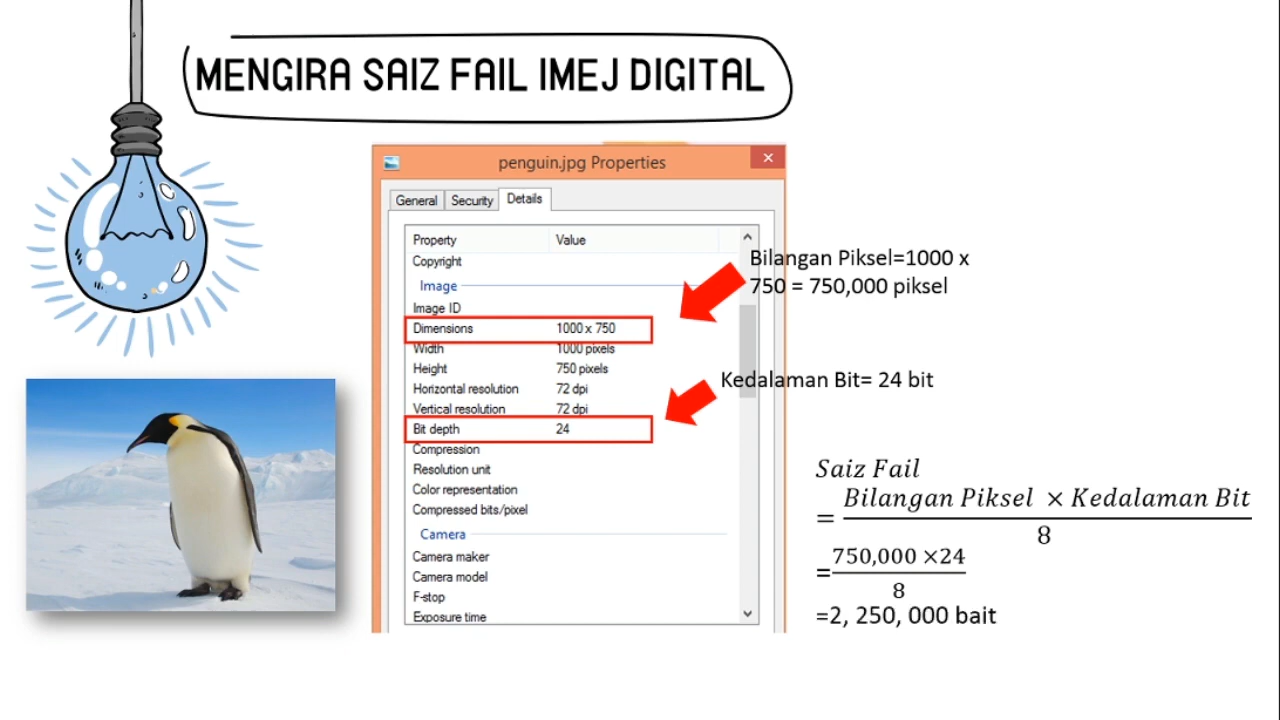 MENGIRA SAIZ FAIL IMEJ DIGITAL
penguin.jpg Properties
General Security Details
Property Value
Copyright
Image
Image ID
Dimensions 1000 x 750
Width 1000 pixels
Height 750 pixels
Horizontal resolution 72 dpi
Vertical resolution 72 dpi
Bit depth 24
Compression
Resolution unit
Color representation
Compressed bits/pixel
Camera
Camera maker
Camera model
F-stop
Exposure time
Bilangan Piksel=1000 x
750 = 750,000 piksel
Kedalaman Bit= 24 bit
Saiz Fail
= Bilangan Piksel × Kedalaman Bit
8
= 750,000 ×24
8
=2, 250, 000 bait